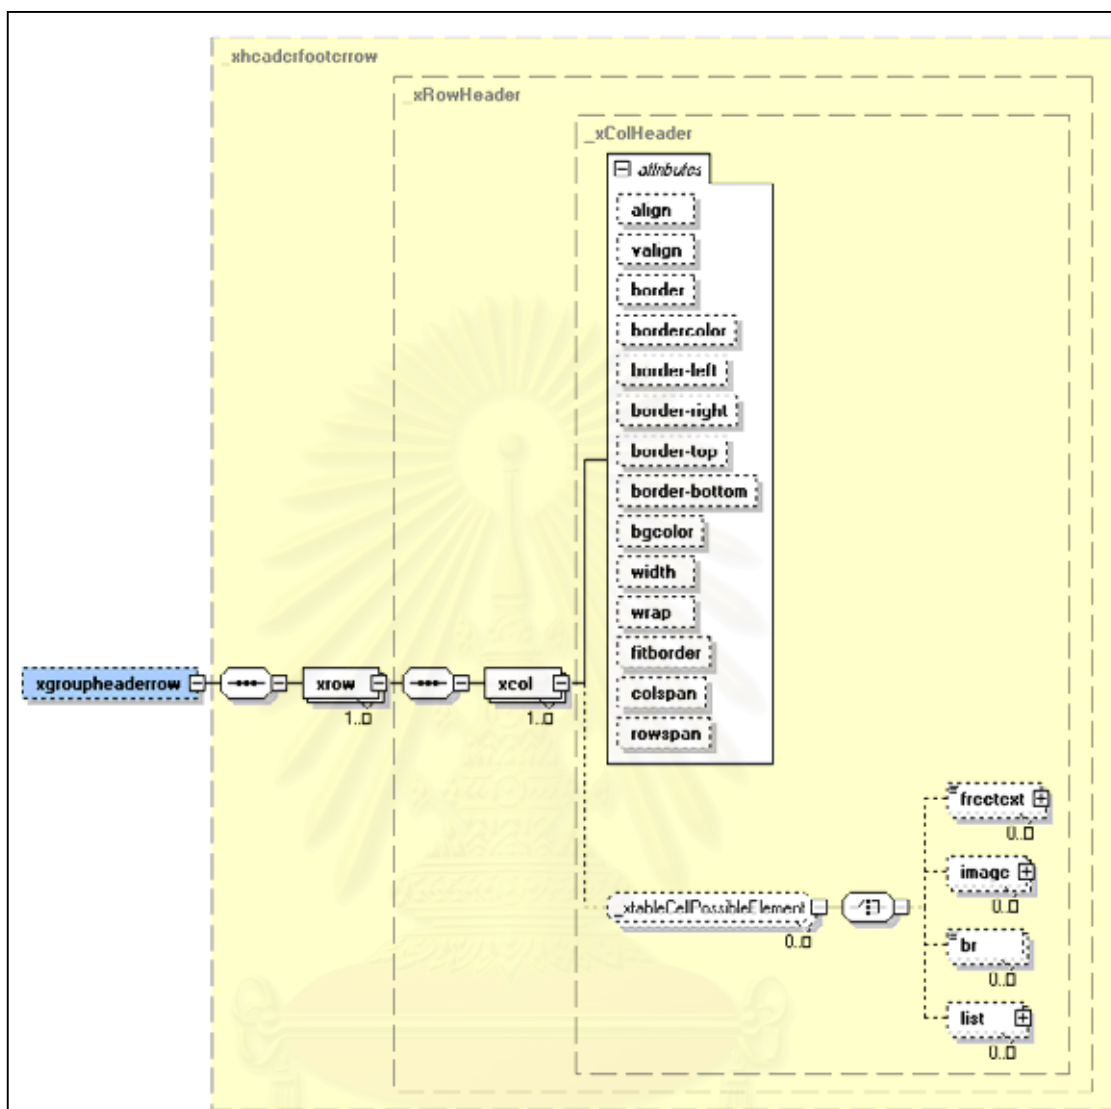 _xheaderfooterrow
_xRowHeader
_xColHeader
attributes
align
valign
border
bordercolor
border-left
border-right
border-top
border-bottom
bgcolor
width
wrap
fitborder
colspan
rowspan
xgroupheaderrow
xrow
xcol
1..□
1..□
freetext
0..□
image
0..□
_xtableCellPossibleElement
0..□
br
0..□
list
0..□